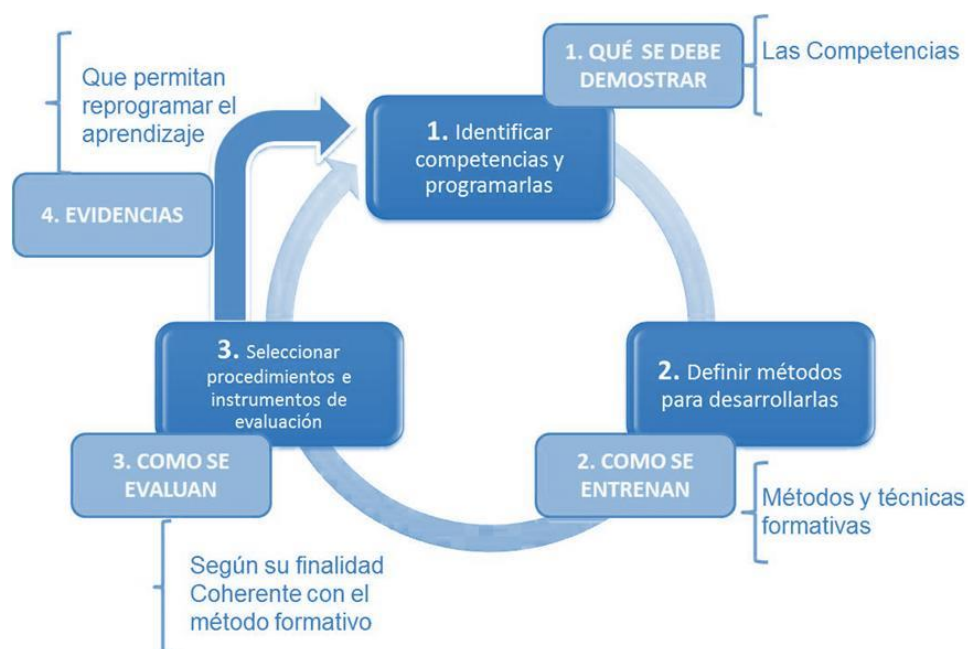 1. QUÉ SE DEBE
DEMOSTRAR
Las Competencias
1. Identificar
competencias y
programarlas
Que permitan
reprogramar el
aprendizaje
4. EVIDENCIAS
2. Definir métodos
para desarrollarlas
2. COMO SE
ENTRENAN
Métodos y técnicas
formativas
3. Seleccionar
procedimientos e
instrumentos de
evaluación
3. COMO SE
EVALUAN
Según su finalidad
Coherente con el
método formativo